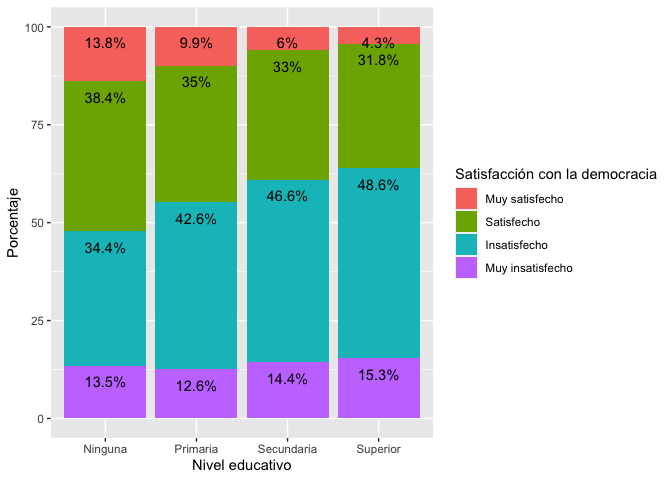 100
75
50
25
0
Porcentaje
13.8%
9.9%
6%
4.3%
38.4%
35%
33%
31.8%
34.4%
42.6%
46.6%
48.6%
13.5%
12.6%
14.4%
15.3%
Ninguna
Primaria
Secundaria
Superior
Nivel educativo
Satisfacción con la democracia
Muy satisfecho
Satisfecho
Insatisfecho
Muy insatisfecho